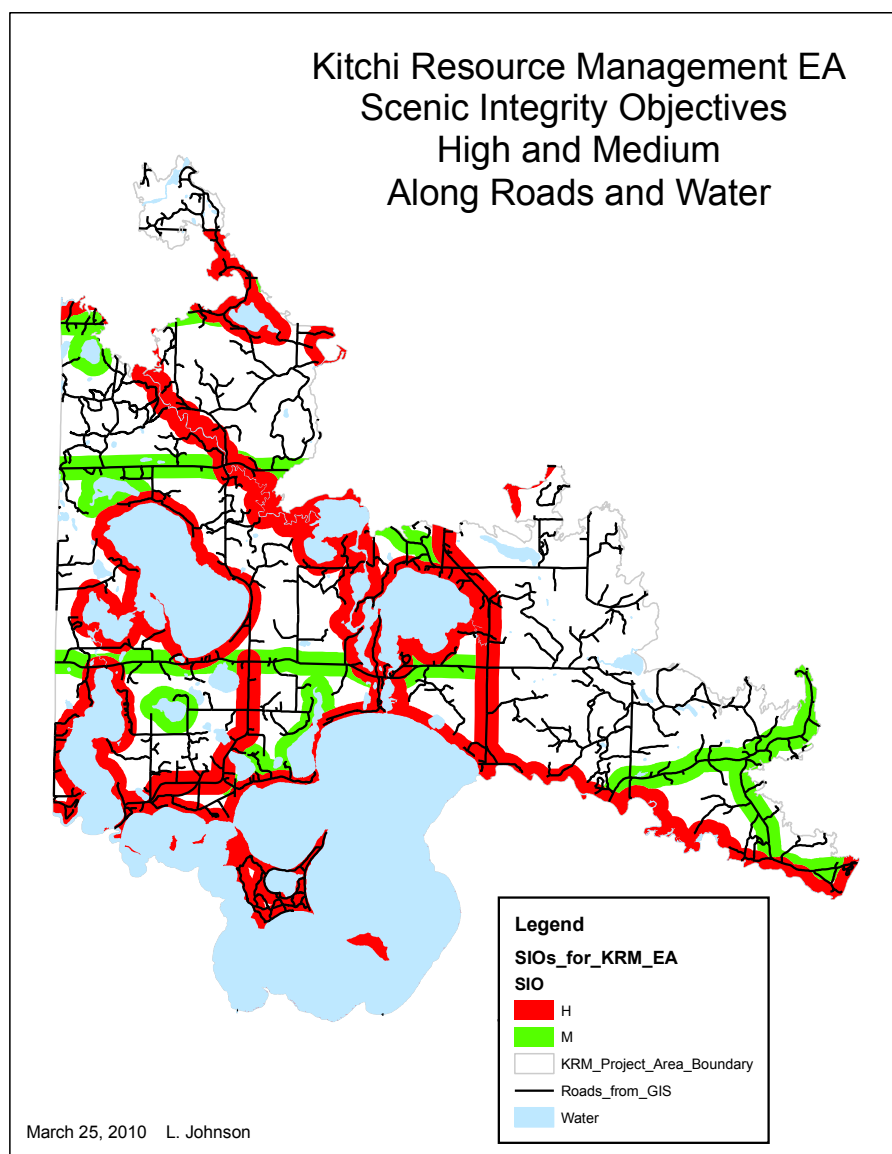 Kitchi Resource Management EA
Scenic Integrity Objectives
High and Medium
Along Roads and Water
Legend
SIOs_for_KRM_EA
SIO
H
M
KRM_Project_Area_Boundary
Roads_from_GIS
Water
March 25, 2010 L. Johnson